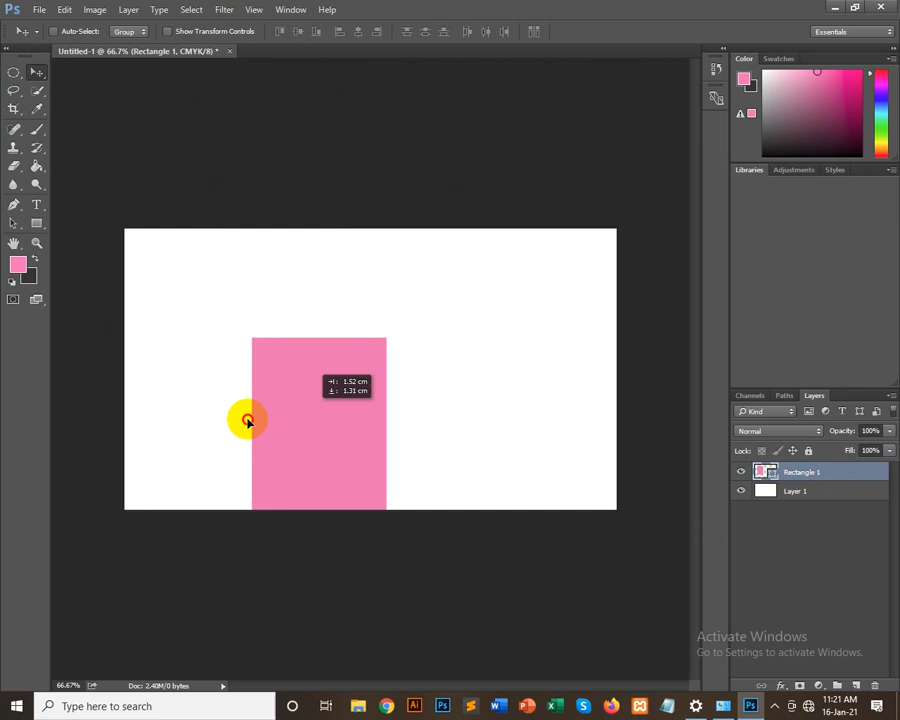 Ps File Edit Image Layer Type Select Filter View Window Help
Auto-Select: Group Show Transform Controls Essentials
Untitled-1 @ 66.7% (Rectangle 1, CMYK/8) * ×
Color Swatches
Libraries Adjustments Styles
1.52 cm
1.31 cm
Channels Paths Layers
Kind
Normal Opacity: 100%
Lock: Fill: 100%
Rectangle 1
Layer 1
Activate Windows
Go to Settings to activate Windows.
66.67% Doc: 2.40M/0 bytes
Type here to search
11:21 AM
16-Jan-21